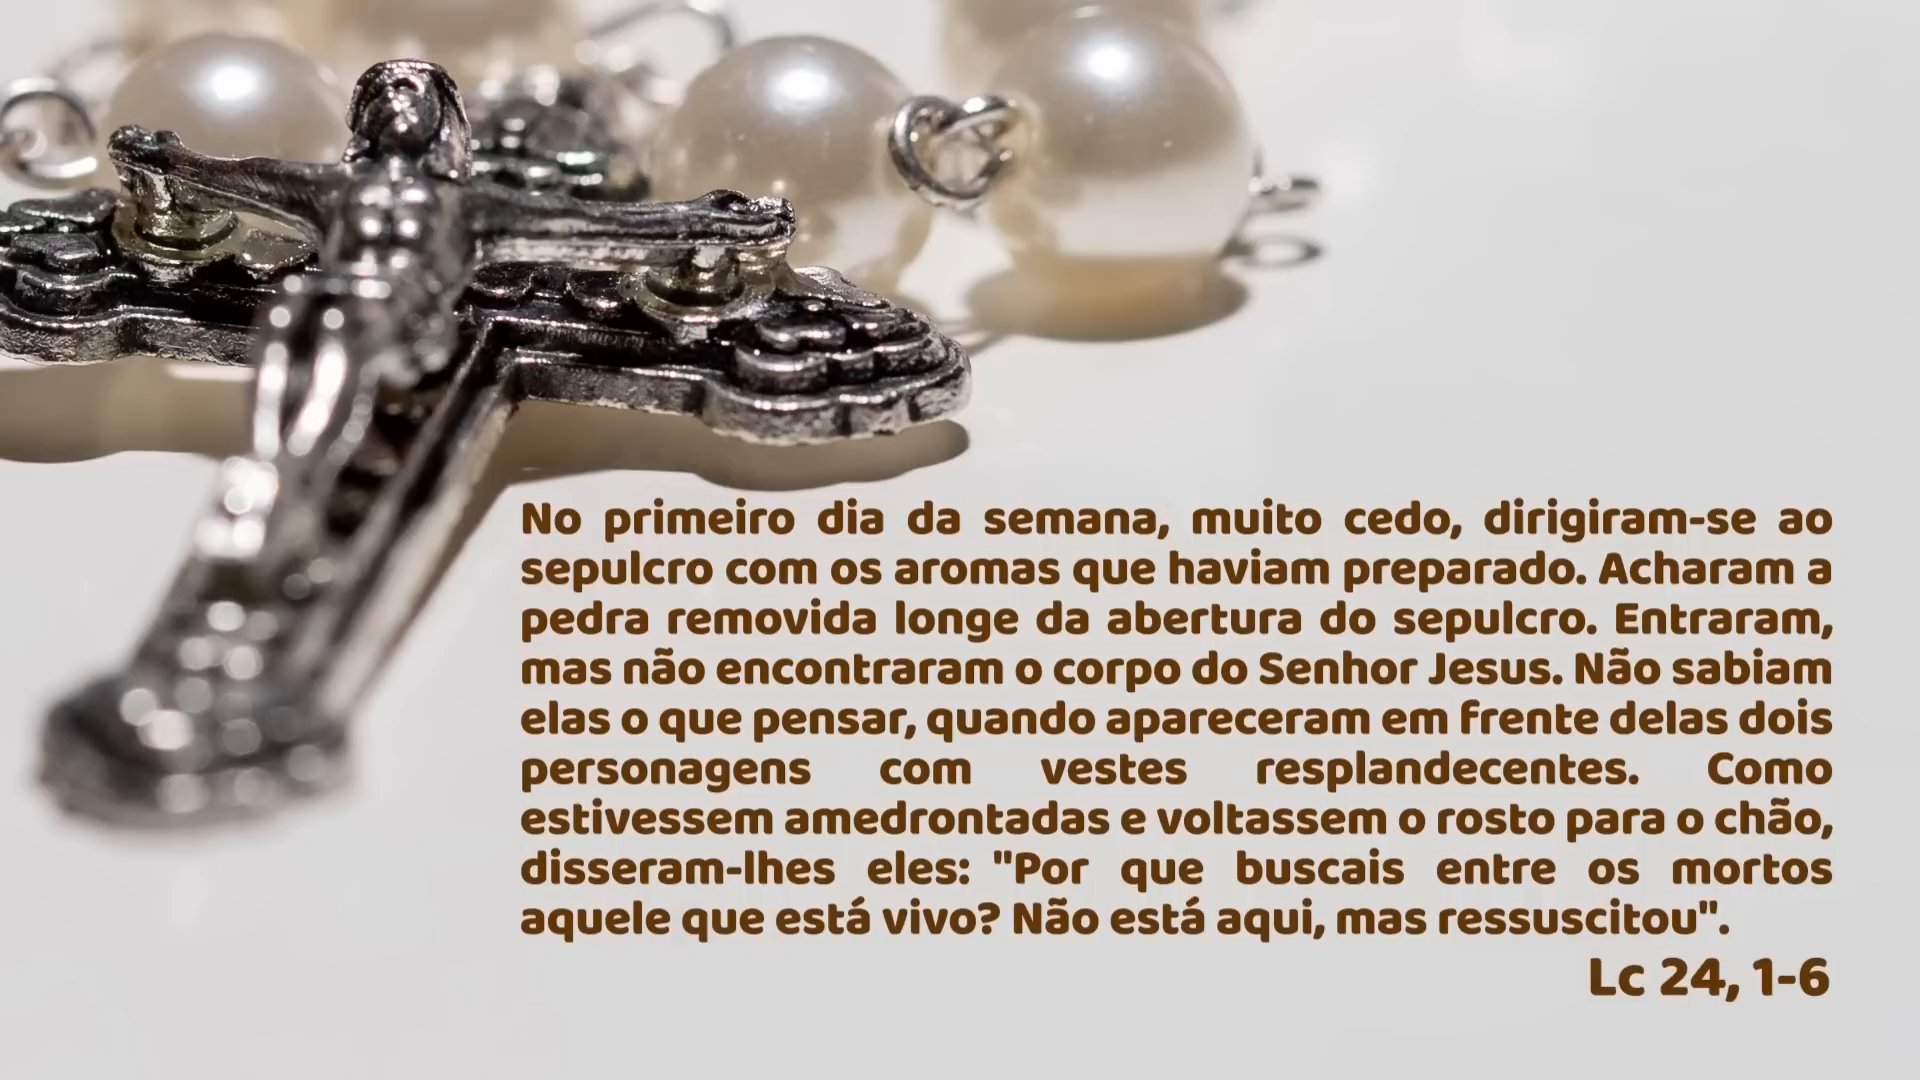 No primeiro dia da semana, muito cedo, dirigiram-se ao
sepulcro com os aromas que haviam preparado. Acharam a
pedra removida longe da abertura do sepulcro. Entraram,
mas não encontraram o corpo do Senhor Jesus. Não sabiam
elas o que pensar, quando apareceram em frente delas dois
personagens com vestes resplandecentes. Como
estivessem amedrontadas e voltassem o rosto para o chão,
disseram-lhes eles: "Por que buscais entre os mortos
aquele que está vivo? Não está aqui, mas ressuscitou".
Lc 24, 1-6